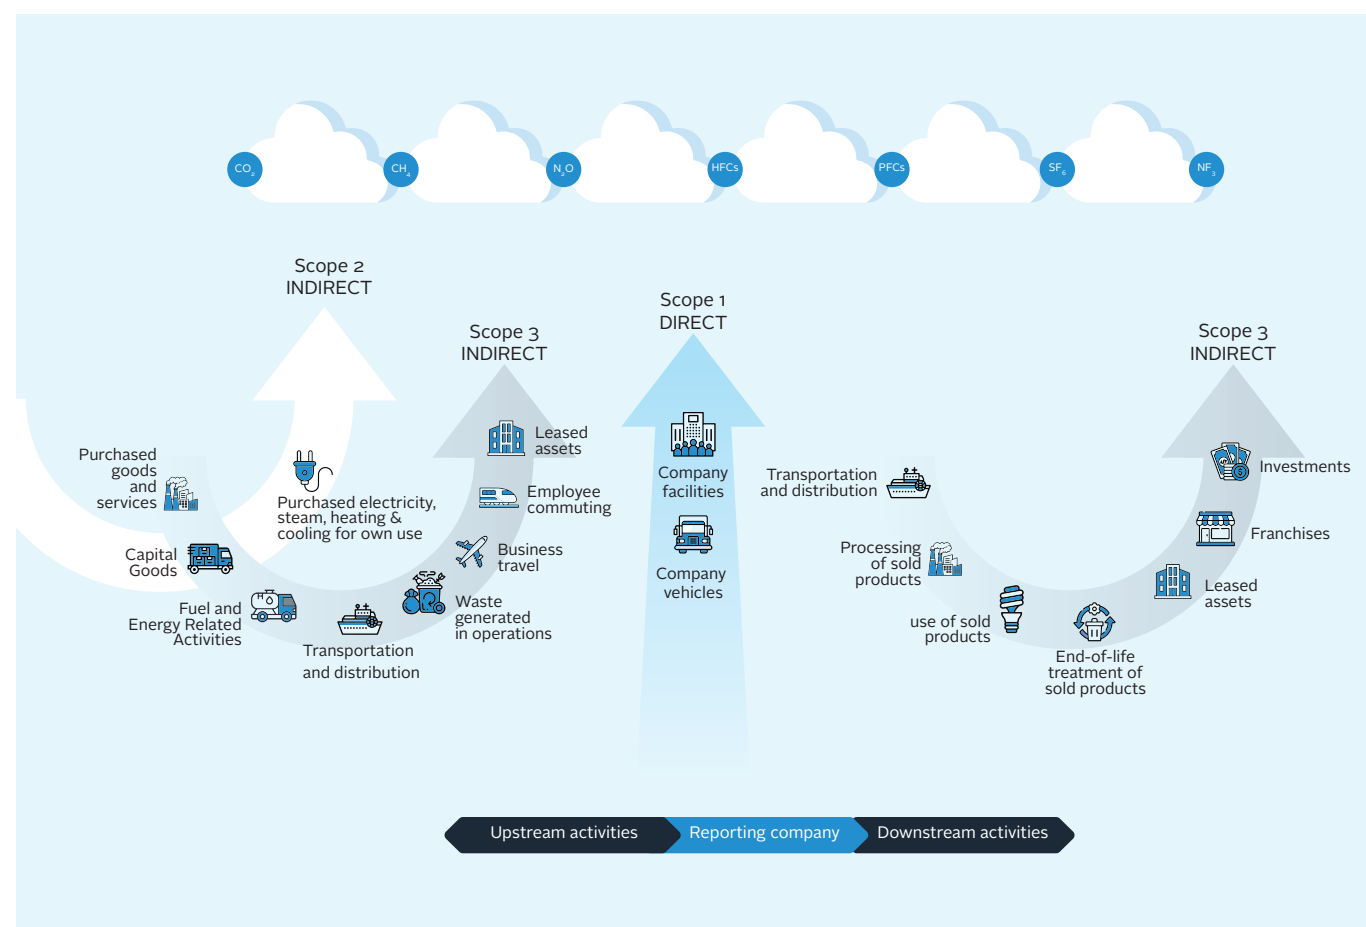 CO₂
CH₄
N₂O
HFCs
PFCs
SF₆
NF₃
Scope 2
INDIRECT
Scope 3
INDIRECT
Scope 1
DIRECT
Scope 3
INDIRECT
Purchased
goods
and
services
Capital
Goods
Fuel and
Energy Related
Activities
Purchased electricity,
steam, heating &
cooling for own use
Transportation
and distribution
Waste
generated
in operations
Business
travel
Employee
commuting
Leased
assets
Company
facilities
Company
vehicles
Transportation
and distribution
Processing
of sold
products
use of sold
products
End-of-life
treatment of
sold products
Leased
assets
Franchises
Investments
Upstream activities
Reporting company
Downstream activities